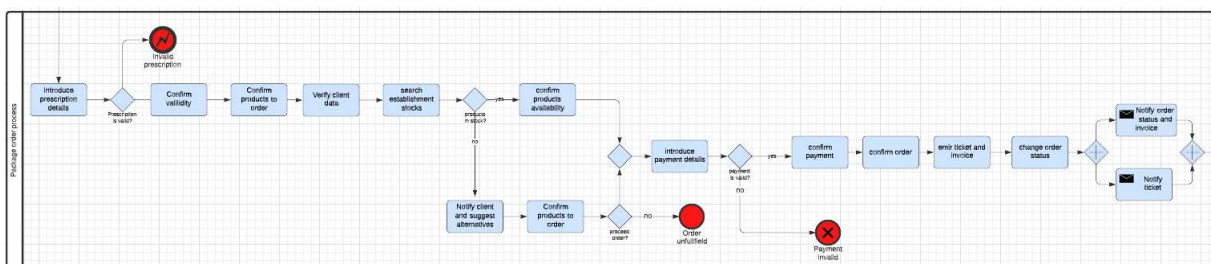 Package order process
Invalid
prescription
introduce
prescription
details
Prescription
is valid?
Confirm
valilidity
Confirm
products to
order
Verify client
data
search
establishment
stocks
products
in stock?
yes
confirm
products
availability
no
Notify client
and suggest
alternatives
Confirm
products to
order
proceed
order?
no
Order
unfullfield
introduce
payment details
payment
is valid?
yes
no
Payment
invalid
confirm
payment
confirm order
emir ticket and
invoice
change order
status
Notify order
status and
invoice
Notify
ticket